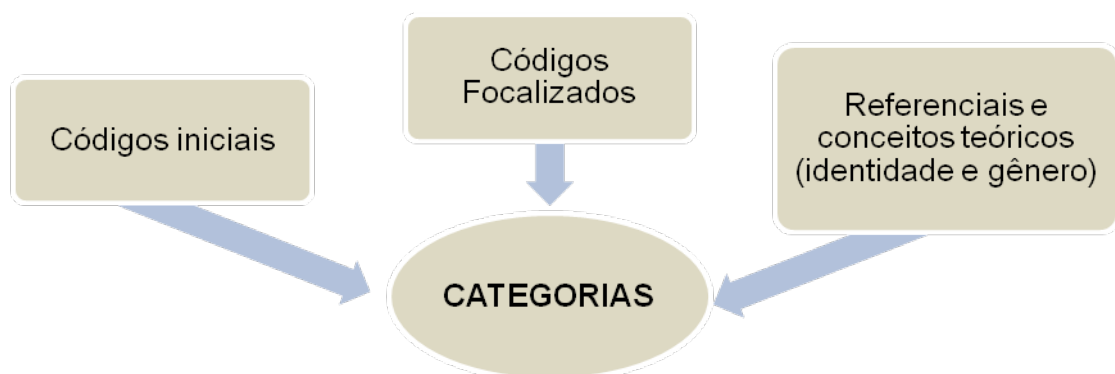 Códigos iniciais
Códigos
Focalizados
Referenciais e
conceitos teóricos
(identidade e gênero)
CATEGORIAS